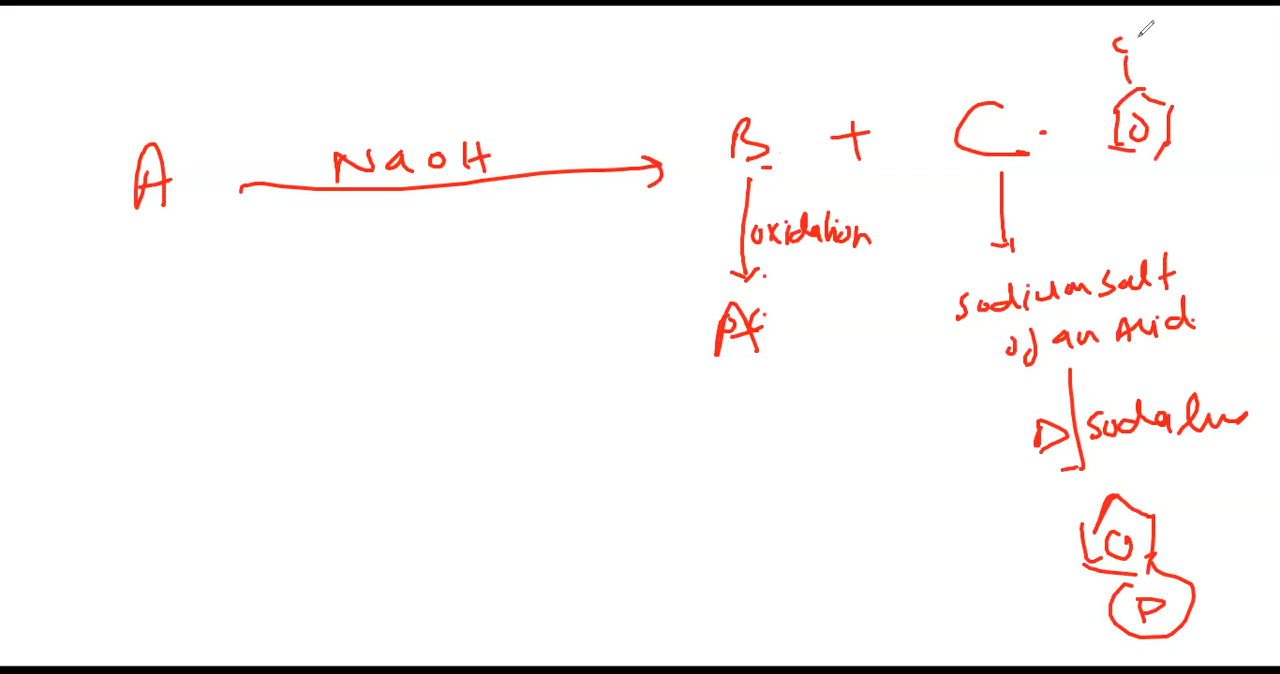 C
A NaOH B + C.
oxidation
A
sodium salt
of an Acid.
Δ sodalime
D